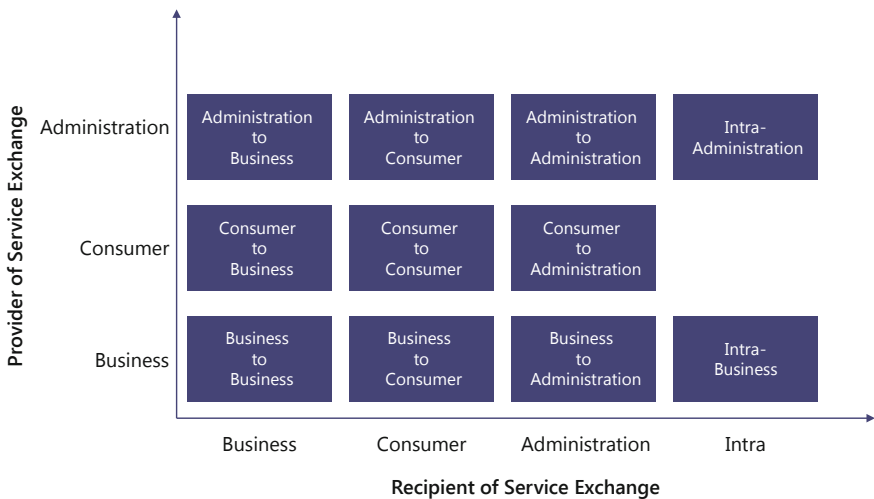 Provider of Service Exchange
Administration
Administration
to
Business
Administration
to
Consumer
Administration
to
Administration
Intra-
Administration
Consumer
Consumer
to
Business
Consumer
to
Consumer
Consumer
to
Administration
Business
Business
to
Business
Business
to
Consumer
Business
to
Administration
Intra-
Business
Business
Consumer
Administration
Intra
Recipient of Service Exchange